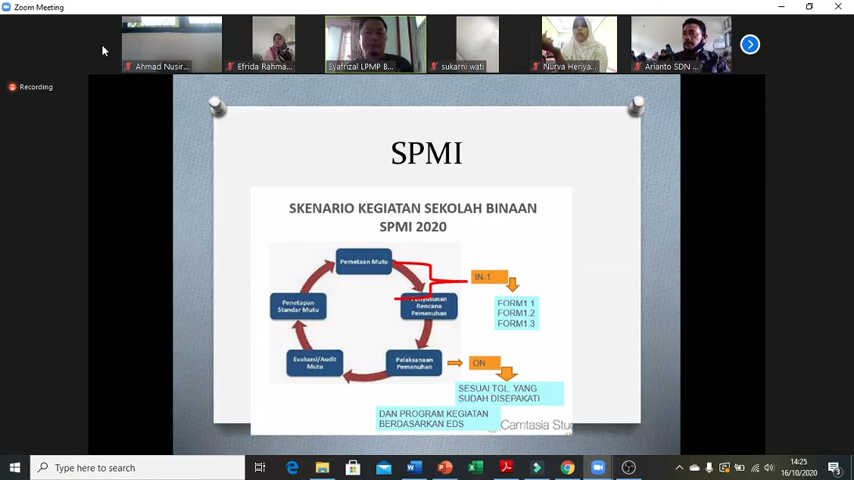 Zoom Meeting
Ahmad Nusir...
Efrida Rahma...
Syafrizal LPMP B...
sukarni wati
Nurva Heriya...
Arianto SDN ...
Recording
SPMI
SKENARIO KEGIATAN SEKOLAH BINAAN
SPMI 2020
Pemetaan Mutu
IN-1
Penetapan
Standar Mutu
Penyusunan
Rencana
Pemenuhan
FORM1.1
FORM1.2
FORM1.3
Evaluasi/Audit
Mutu
Pelaksanaan
Pemenuhan
ON
SESUAI TGL. YANG
SUDAH DISEPAKATI
DAN PROGRAM KEGIATAN
BERDASARKAN EDS
Camtasia Stu
Type here to search
14:25
16/10/2020
3